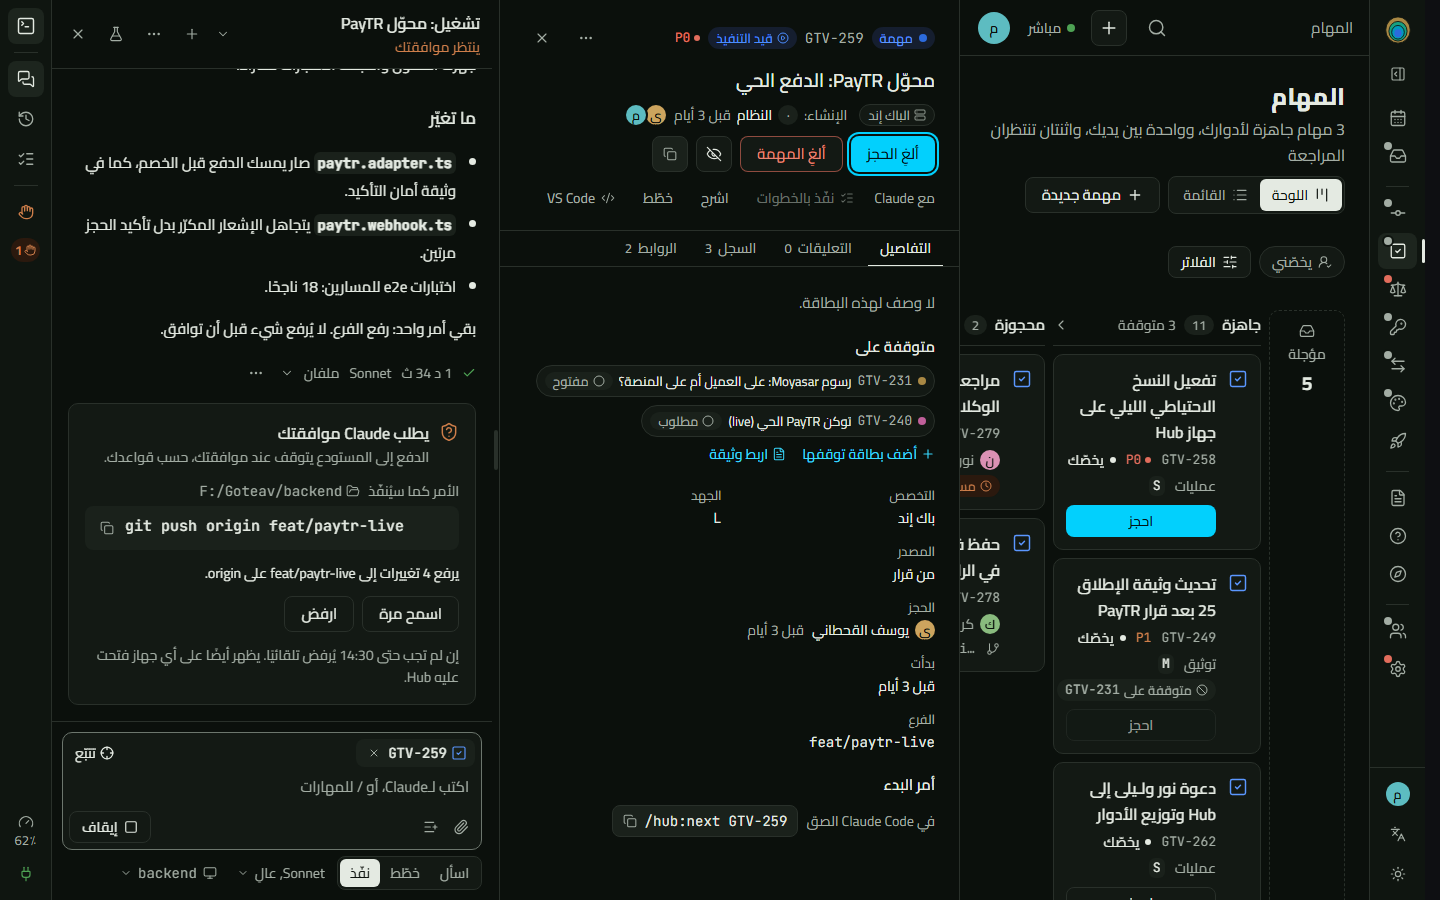 المهام
مباشر
م
المهام
3 مهام جاهزة لأدوارك، وواحدة بين يديك، واثنتان تنتظران
المراجعة
اللوحة
القائمة
+ مهمة جديدة
يخصّني
الفلاتر
مؤجلة
5
جاهزة 11 3 متوقفة
تفعيل النسخ
الاحتياطي الليلي على
جهاز Hub
GTV-258 P0 يخصّك
عمليات S
احجز
تحديث وثيقة الإطلاق
25 بعد قرار PayTR
GTV-249 P1 يخصّك
توثيق M
متوقفة على GTV-231
احجز
دعوة نور وليلى إلى
Hub وتوزيع الأدوار
GTV-262 يخصّك
عمليات S
محجوزة 2
الوكلا
TV-279
ن نور
في الرا
TV-278
ك
م
مهمة
قيد التنفيذ
GTV-259
P0
محوّل PayTR: الدفع الحي
الباك إند
الإنشاء: · النظام قبل 3 أيام
ي م
ألغِ الحجز
ألغِ المهمة
مع Claude
نفّذ بالخطوات
اشرح
خطّط
VS Code
التفاصيل
التعليقات 0
السجل 3
الروابط 2
لا وصف لهذه البطاقة.
متوقفة على
GTV-231 رسوم Moyasar: على العميل أم على المنصة؟ مفتوح
GTV-240 توكن PayTR الحي (live) مطلوب
+ أضف بطاقة توقفها
اربط وثيقة
التخصص
باك إند
الجهد
L
المصدر
من قرار
الحجز
ي يوسف القحطاني قبل 3 أيام
بدأت
قبل 3 أيام
الفرع
feat/paytr-live
أمر البدء
في Claude Code الصق
/hub:next GTV-259
تشغيل: محوّل PayTR
ينتظر موافقتك
ما تغيّر
paytr.adapter.ts صار يمسك الدفع قبل الخصم، كما في
وثيقة أمان التأكيد.
paytr.webhook.ts يتجاهل الإشعار المكرّر بدل تأكيد الحجز
مرتين.
اختبارات e2e للمسارين: 18 ناجحًا.
بقي أمر واحد: رفع الفرع. لا يُرفع شيء قبل أن توافق.
1 د 34 ث Sonnet ملفان
يطلب Claude موافقتك
الدفع إلى المستودع يتوقف عند موافقتك، حسب قواعدك.
الأمر كما سيُنفّذ F:/Goteav/backend
git push origin feat/paytr-live
يرفع 4 تغييرات إلى feat/paytr-live على origin.
اسمح مرة
ارفض
إن لم تجب حتى 14:30 يُرفض تلقائيًا. يظهر أيضًا على أي جهاز فتحت
عليه Hub.
GTV-259 ×
تتبّع
اكتب لـClaude، أو / للمهارات
إيقاف
اسأل
خطّط
نفّذ
Sonnet, عالٍ
backend
1
62٪